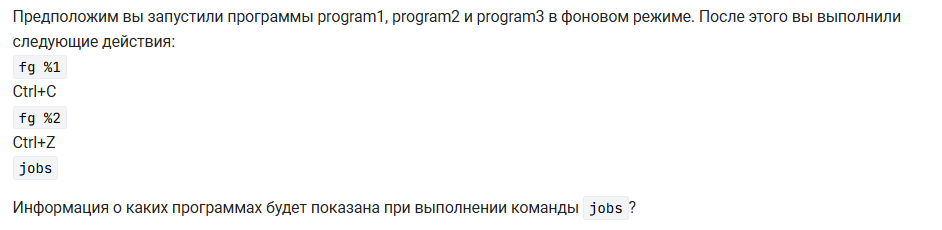 Предположим вы запустили программы program1, program2 и program3 в фоновом режиме. После этого вы выполнили
следующие действия:
fg %1
Ctrl+C
fg %2
Ctrl+Z
jobs
Информация о каких программах будет показана при выполнении команды jobs?